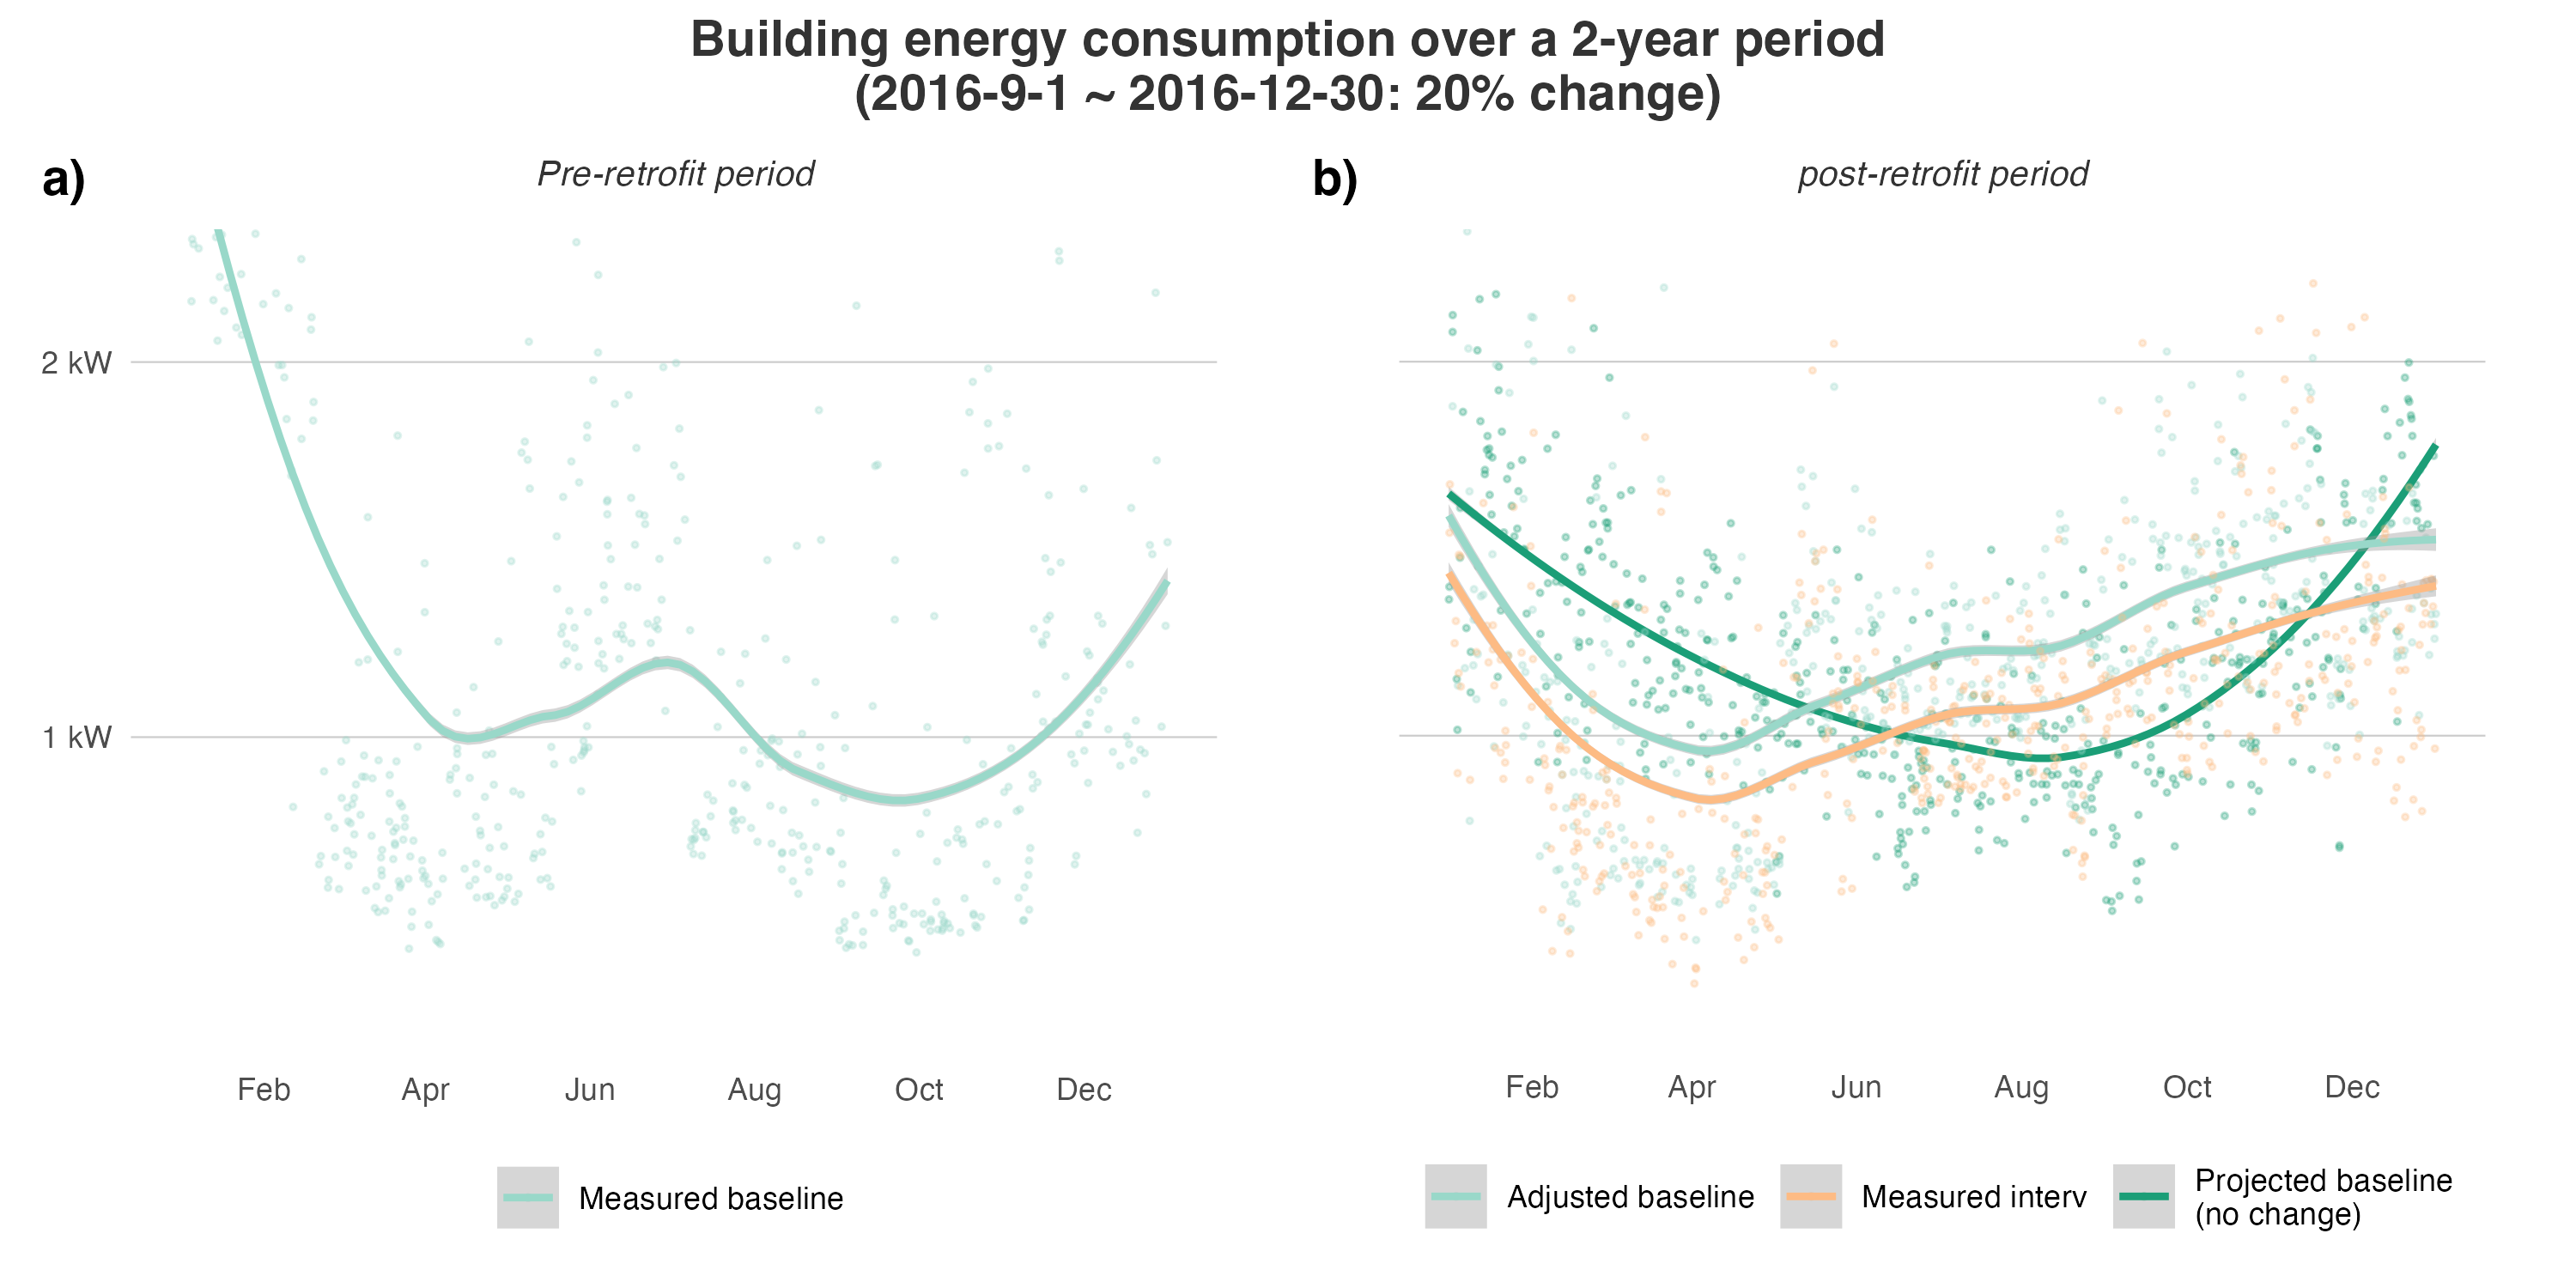 Building energy consumption over a 2-year period
(2016-9-1 ~ 2016-12-30: 20% change)
a)
Pre-retrofit period
2 kW
1 kW
Feb Apr Jun Aug Oct Dec
Measured baseline
b)
post-retrofit period
Feb Apr Jun Aug Oct Dec
Adjusted baseline
Measured interv
Projected baseline
(no change)